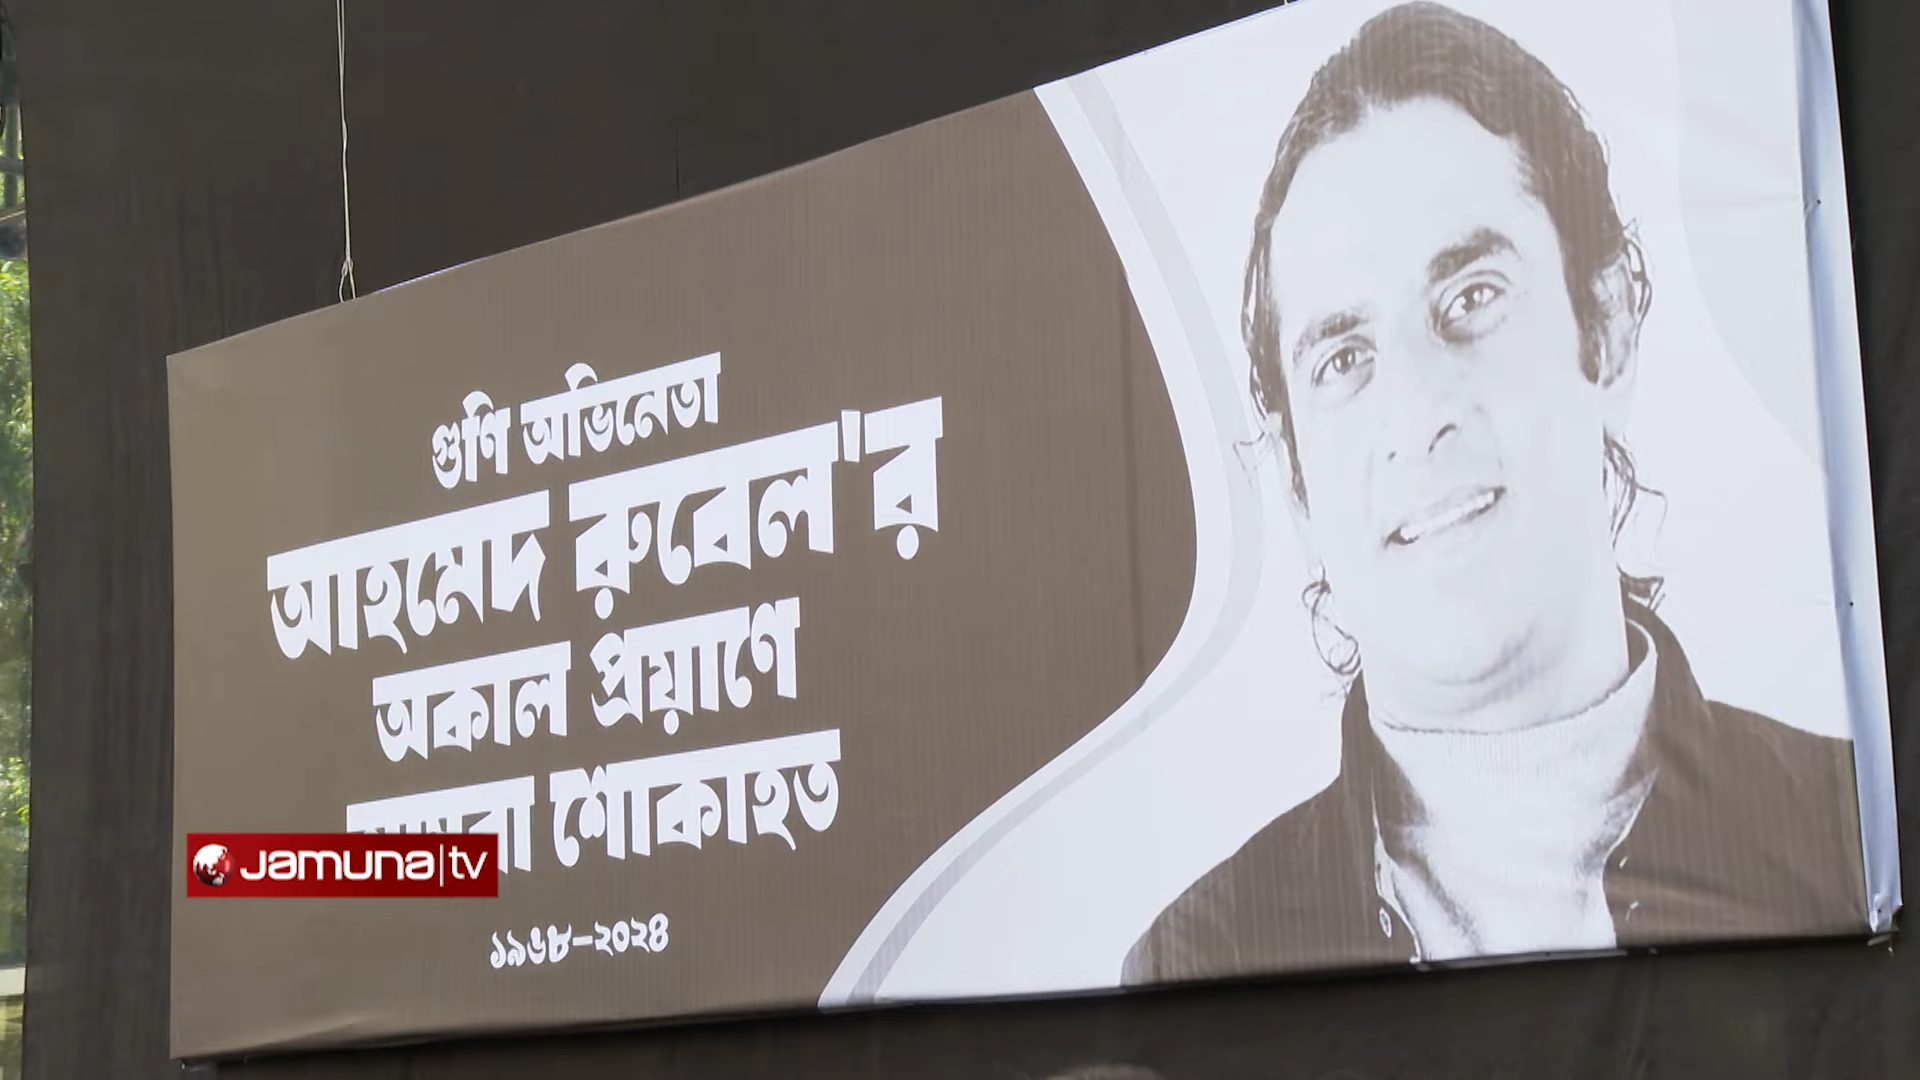 গুণি অভিনেতা
আহমেদ রুবেল'র
অকাল প্রয়াণে
শোকাহত
Jamuna|tv
১৯৬৮-২০২৪